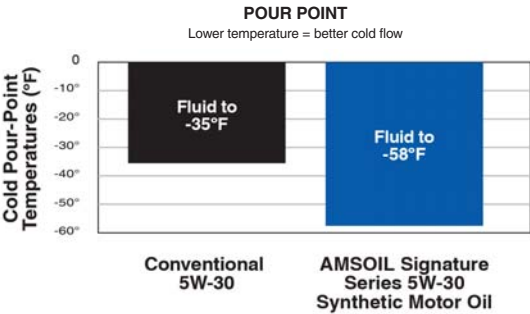 POUR POINT
Lower temperature = better cold flow
Cold Pour-Point
Temperatures (°F)
0
-10°
-20°
-30°
-40°
-50°
-60°
Fluid to
-35°F
Fluid to
-58°F
Conventional
5W-30
AMSOIL Signature
Series 5W-30
Synthetic Motor Oil